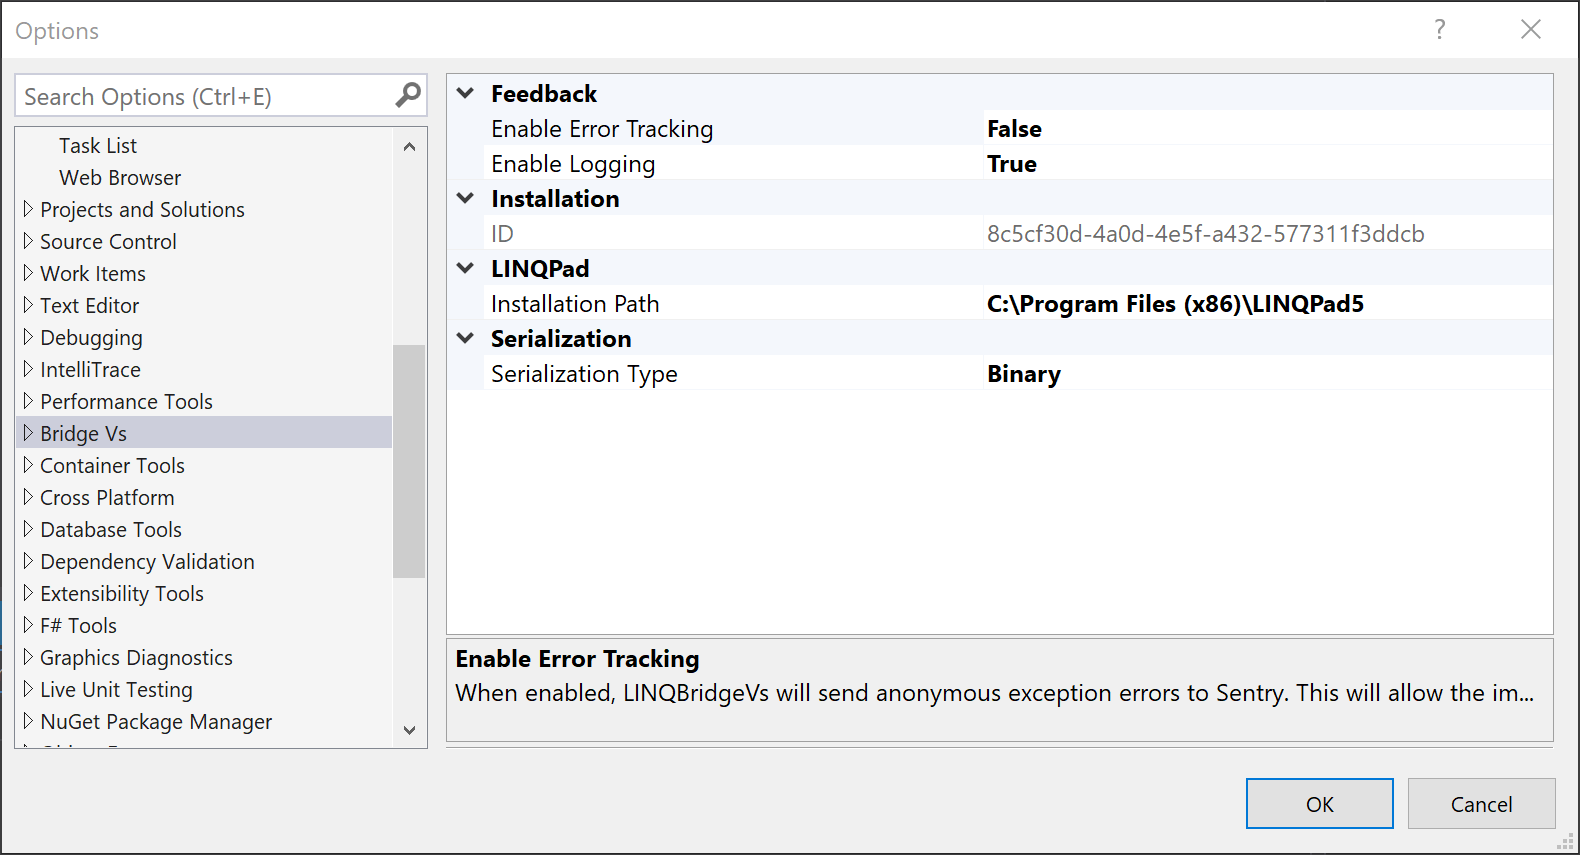 Options
?
Search Options (Ctrl+E)
Task List
Web Browser
Projects and Solutions
Source Control
Work Items
Text Editor
Debugging
IntelliTrace
Performance Tools
Bridge Vs
Container Tools
Cross Platform
Database Tools
Dependency Validation
Extensibility Tools
F# Tools
Graphics Diagnostics
Live Unit Testing
NuGet Package Manager
Feedback
Enable Error Tracking False
Enable Logging True
Installation
ID 8c5cf30d-4a0d-4e5f-a432-577311f3ddcb
LINQPad
Installation Path C:\Program Files (x86)\LINQPad5
Serialization
Serialization Type Binary
Enable Error Tracking
When enabled, LINQBridgeVs will send anonymous exception errors to Sentry. This will allow the im...
OK Cancel